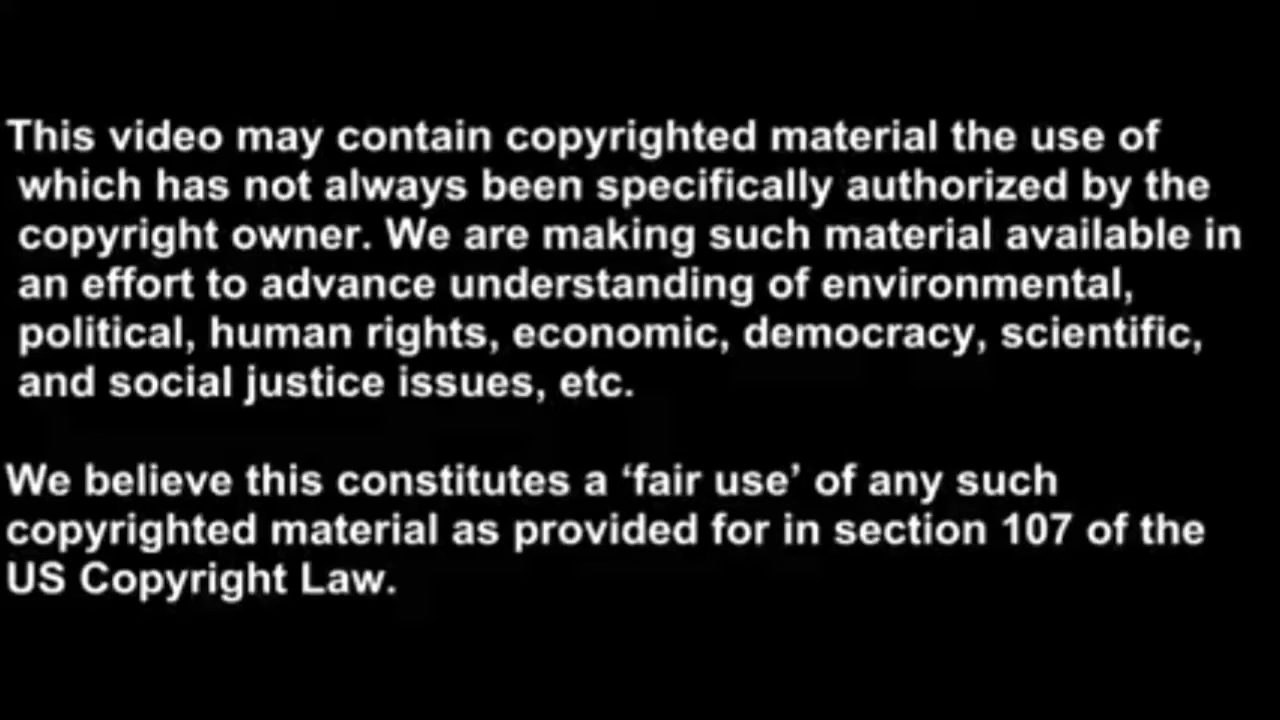 This video may contain copyrighted material the use of
which has not always been specifically authorized by the
copyright owner. We are making such material available in
an effort to advance understanding of environmental,
political, human rights, economic, democracy, scientific,
and social justice issues, etc.
We believe this constitutes a ‘fair use’ of any such
copyrighted material as provided for in section 107 of the
US Copyright Law.